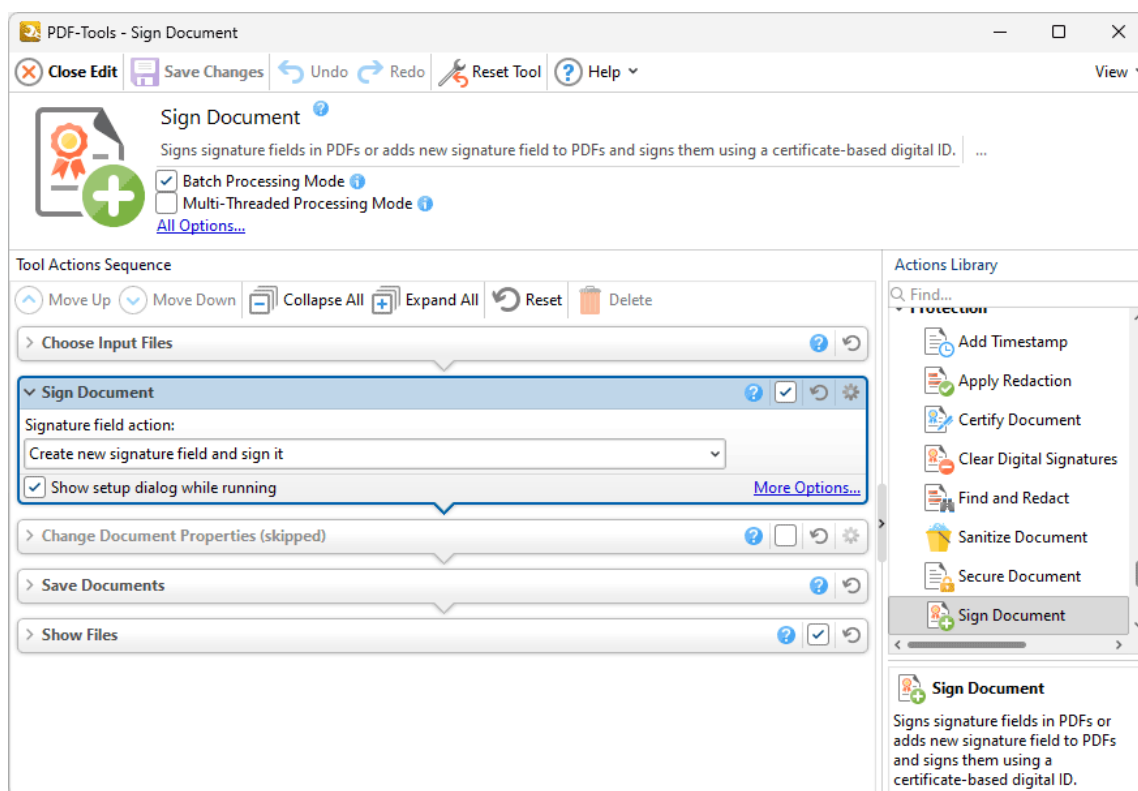 PDF-Tools - Sign Document
Close Edit Save Changes Undo Redo Reset Tool Help View
Sign Document
Signs signature fields in PDFs or adds new signature field to PDFs and signs them using a certificate-based digital ID. ...
Batch Processing Mode
Multi-Threaded Processing Mode
All Options...
Tool Actions Sequence
Move Up Move Down Collapse All Expand All Reset Delete
Choose Input Files
Sign Document
Signature field action:
Create new signature field and sign it
Show setup dialog while running More Options...
Change Document Properties (skipped)
Save Documents
Show Files
Actions Library
Find...
Protection
Add Timestamp
Apply Redaction
Certify Document
Clear Digital Signatures
Find and Redact
Sanitize Document
Secure Document
Sign Document
Sign Document
Signs signature fields in PDFs or
adds new signature field to PDFs
and signs them using a
certificate-based digital ID.